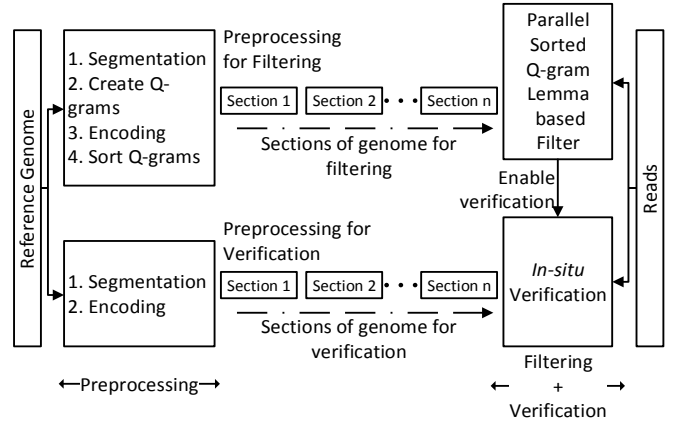 Reference Genome
1. Segmentation
2. Create Q-
grams
3. Encoding
4. Sort Q-grams
Preprocessing
for Filtering
Section 1 Section 2 • • • Section n
Sections of genome for
filtering
Parallel
Sorted
Q-gram
Lemma
based
Filter
Enable
verification
Reads
1. Segmentation
2. Encoding
Preprocessing for
Verification
Section 1 Section 2 • • • Section n
Sections of genome for
verification
In-situ
Verification
Preprocessing
Filtering
+
Verification